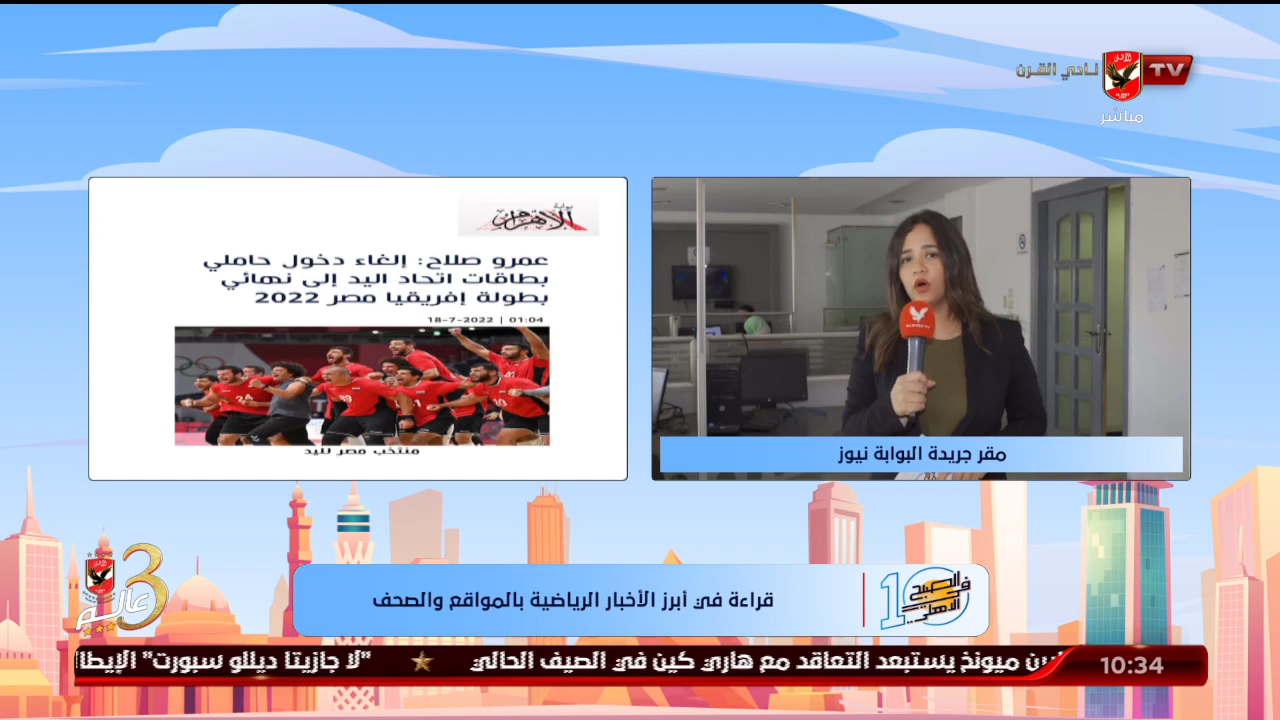 نادي القرن
TV
مباشر
بوابة
الأهرام
عمرو صلاح: إلغاء دخول حاملي
بطاقات اتحاد اليد إلى نهائي
بطولة إفريقيا مصر 2022
18-7-2022 | 01:04
منتخب مصر لليد
مقر جريدة البوابة نيوز
3
عالم
10
الصبح
في الأهلي
قراءة في أبرز الأخبار الرياضية بالمواقع والصحف
ميونخ يستبعد التعاقد مع هاري كين في الصيف الحالي
"لا جازيتا ديللو سبورت"
10:34